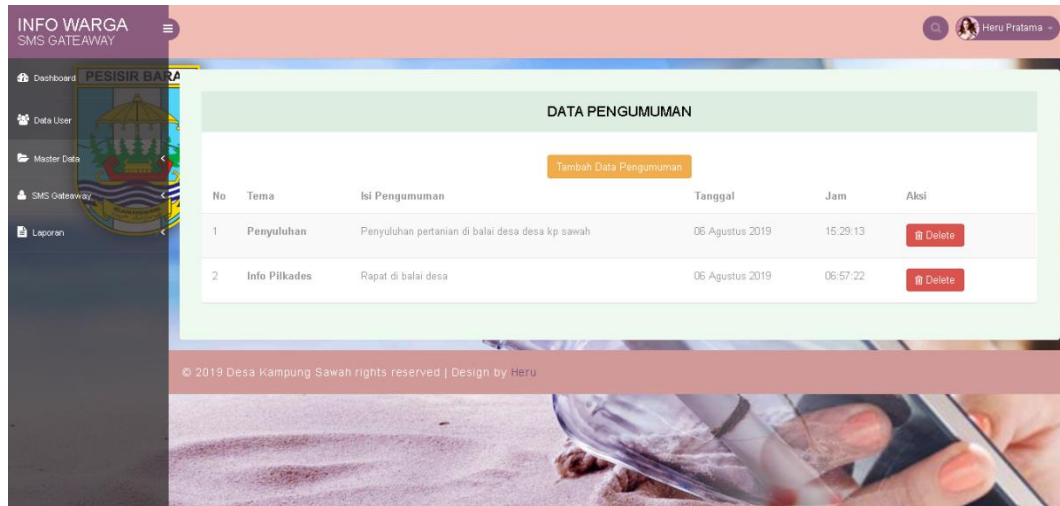 INFO WARGA
SMS GATEAWAY
Heru Pratama
Dashboard
PESISIR BARA
Data User
Master Data
SMS Gateaway
Laporan
DATA PENGUMUMAN
Tambah Data Pengumuman
No Tema Isi Pengumuman Tanggal Jam Aksi
1 Penyuluhan Penyuluhan pertanian di balai desa desa kp sawah 06 Agustus 2019 15:29:13 Delete
2 Info Pilkades Rapat di balai desa 06 Agustus 2019 06:57:22 Delete
© 2019 Desa Kampung Sawah rights reserved | Design by Heru